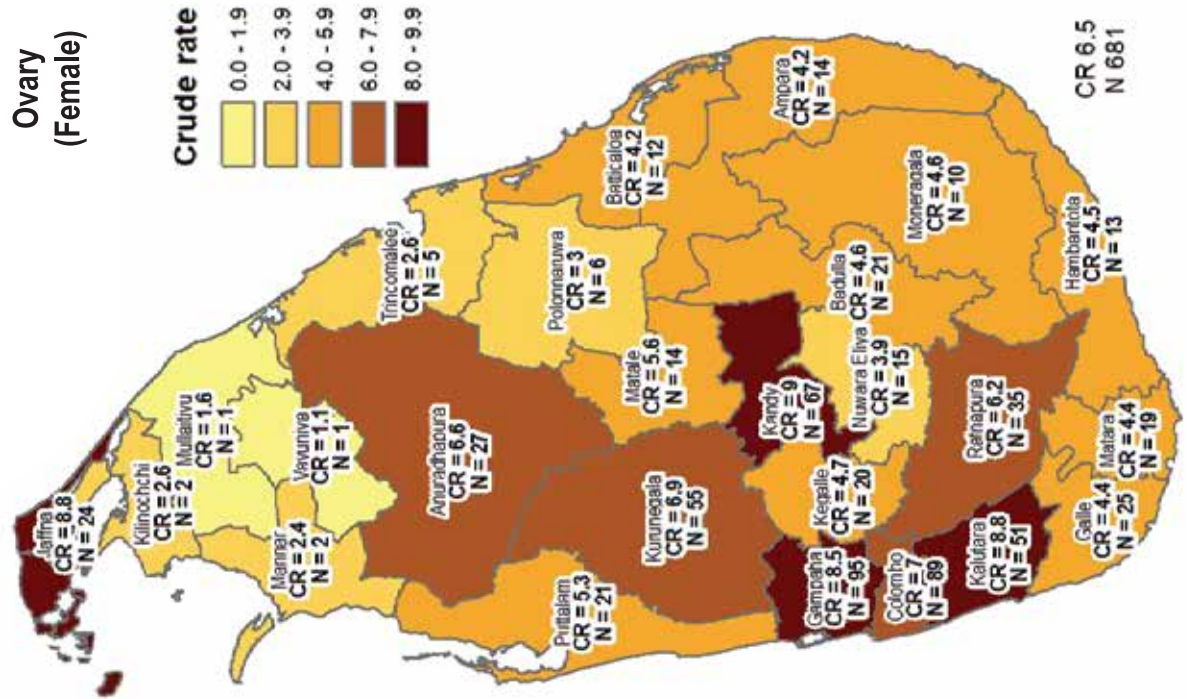 Ovary
(Female)
Crude rate
0.0 - 1.9
2.0 - 3.9
4.0 - 5.9
6.0 - 7.9
8.0 - 9.9
Jaffna
CR = 8.8
N = 24
Kilinochchi
CR = 2.6
N = 2
Mullaitivu
CR = 1.6
N = 1
Mannar
CR = 2.4
N = 2
Vavuniya
CR = 1.1
N = 1
Trincomalee
CR = 2.6
N = 5
Anuradhapura
CR = 6.6
N = 27
Polonnaruwa
CR = 3
N = 6
Puttalam
CR = 5.3
N = 21
Kurunegala
CR = 6.9
N = 55
Matale
CR = 5.6
N = 14
Batticaloa
CR = 4.2
N = 12
Ampara
CR = 4.2
N = 14
Kandy
CR = 9
N = 67
Gampaha
CR = 8.5
N = 95
Kegalle
CR = 4.7
N = 20
Nuwara Eliya
CR = 3.9
N = 15
Badulla
CR = 4.6
N = 21
Moneragala
CR = 4.6
N = 10
Colombo
CR = 7
N = 89
Kalutara
CR = 8.8
N = 51
Ratnapura
CR = 6.2
N = 35
Galle
CR = 4.4
N = 25
Matara
CR = 4.4
N = 19
Hambantota
CR = 4.5
N = 13
CR 6.5
N 681